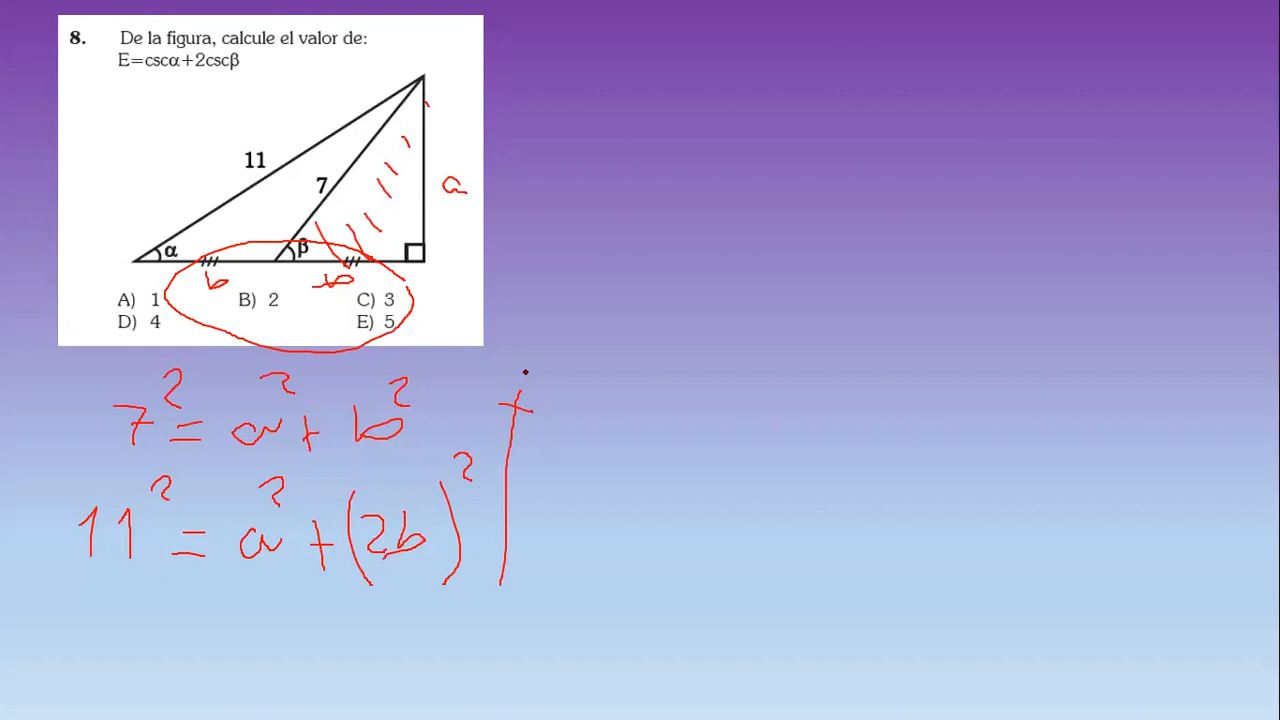 8. De la figura, calcule el valor de:
E=cscα+2cscβ
11
7
a
α
β
b
b
A) 1 B) 2 C) 3
D) 4 E) 5
7² = a² + b²
11² = a² + (2b)²